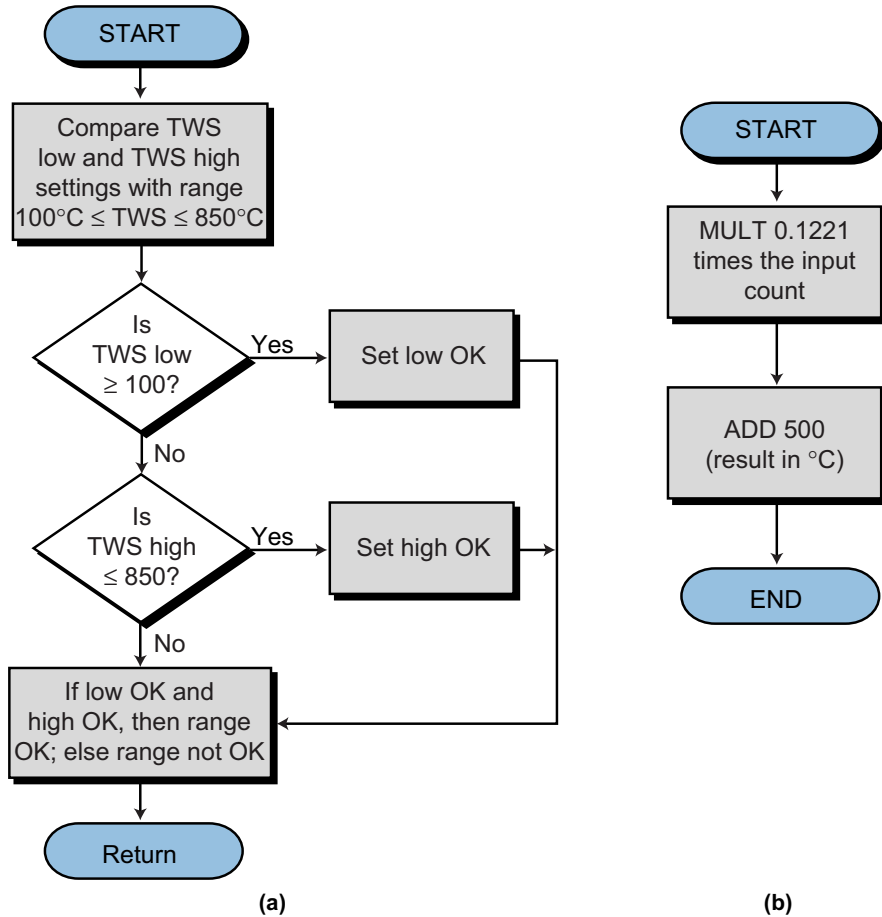 START
Compare TWS
low and TWS high
settings with range
100°C ≤ TWS ≤ 850°C
Is
TWS low
≥ 100?
Yes
Set low OK
No
Is
TWS high
≤ 850?
Yes
Set high OK
No
If low OK and
high OK, then range
OK; else range not OK
Return
(a)
START
MULT 0.1221
times the input
count
ADD 500
(result in °C)
END
(b)